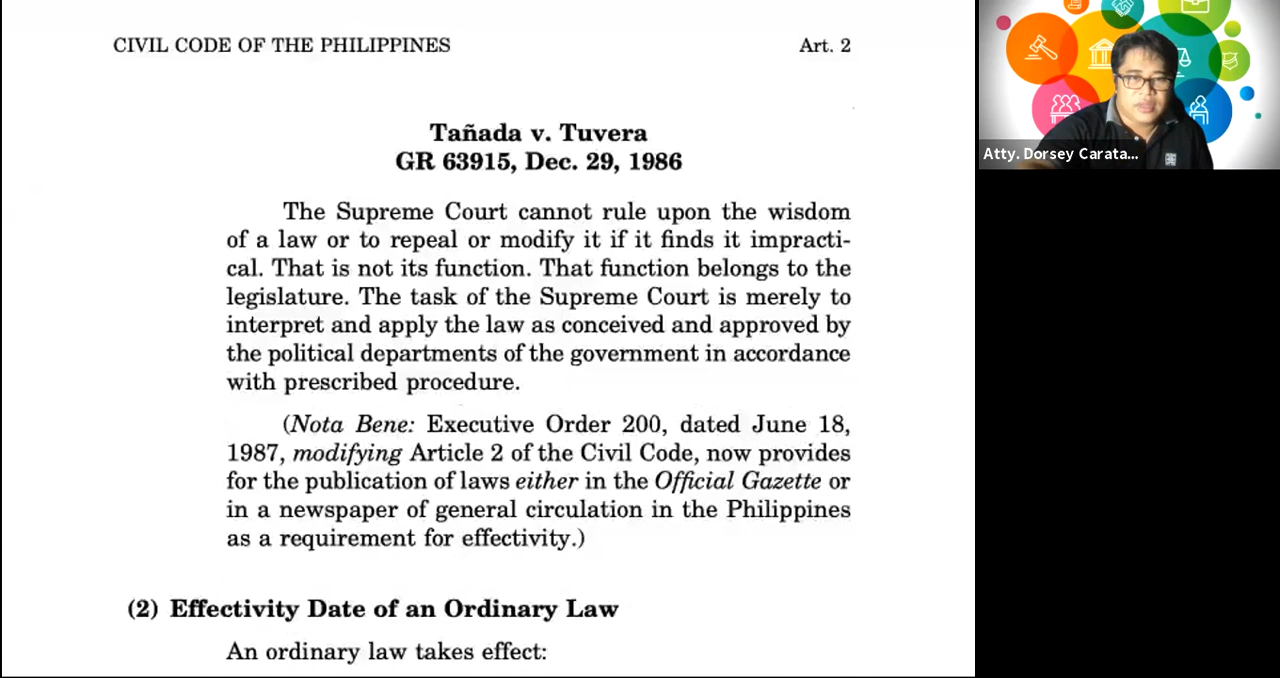 CIVIL CODE OF THE PHILIPPINES
Art. 2
Tañada v. Tuvera
GR 63915, Dec. 29, 1986
The Supreme Court cannot rule upon the wisdom
of a law or to repeal or modify it if it finds it impracti-
cal. That is not its function. That function belongs to the
legislature. The task of the Supreme Court is merely to
interpret and apply the law as conceived and approved by
the political departments of the government in accordance
with prescribed procedure.
(Nota Bene: Executive Order 200, dated June 18,
1987, modifying Article 2 of the Civil Code, now provides
for the publication of laws either in the Official Gazette or
in a newspaper of general circulation in the Philippines
as a requirement for effectivity.)
(2) Effectivity Date of an Ordinary Law
An ordinary law takes effect:
Atty. Dorsey Carata...